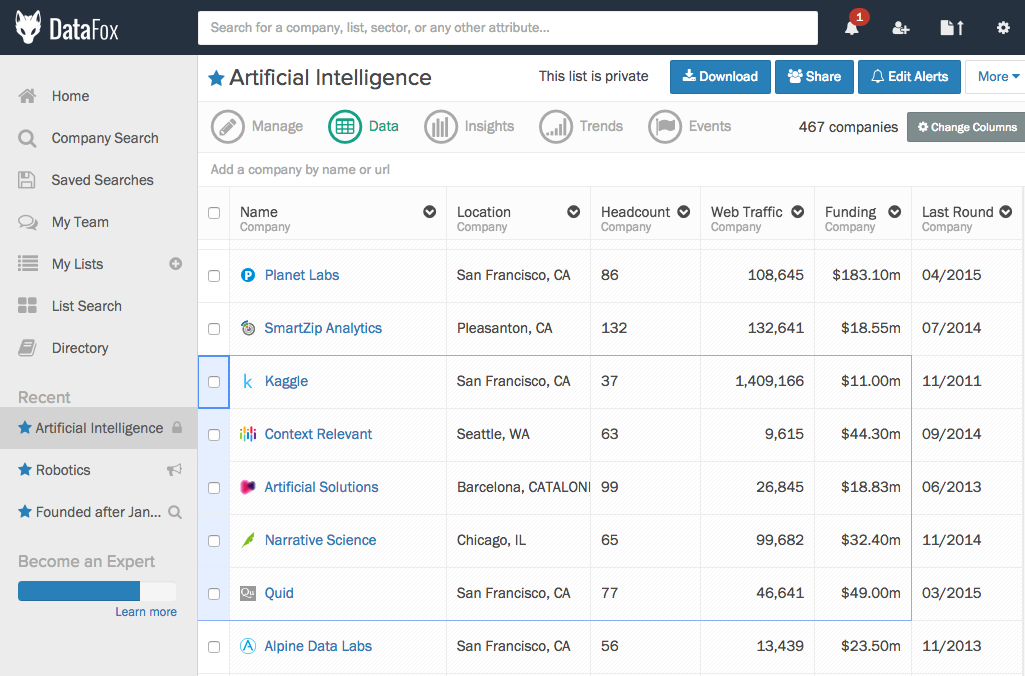 DataFox
Search for a company, list, sector, or any other attribute...
1
Home
Company Search
Saved Searches
My Team
My Lists
List Search
Directory
Recent
Artificial Intelligence
Robotics
Founded after Jan...
Become an Expert
Learn more
Artificial Intelligence
This list is private
Download
Share
Edit Alerts
More
Manage
Data
Insights
Trends
Events
467 companies
Change Columns
Add a company by name or url
Name Location Headcount Web Traffic Funding Last Round
Company Company Company Company Company Company
P Planet Labs San Francisco, CA 86 108,645 $183.10m 04/2015
SmartZip Analytics Pleasanton, CA 132 132,641 $18.55m 07/2014
k Kaggle San Francisco, CA 37 1,409,166 $11.00m 11/2011
Context Relevant Seattle, WA 63 9,615 $44.30m 09/2014
Artificial Solutions Barcelona, CATALONI 99 26,845 $18.83m 06/2013
Narrative Science Chicago, IL 65 99,682 $32.40m 11/2014
Qu Quid San Francisco, CA 77 46,641 $49.00m 03/2015
Alpine Data Labs San Francisco, CA 56 13,439 $23.50m 11/2013